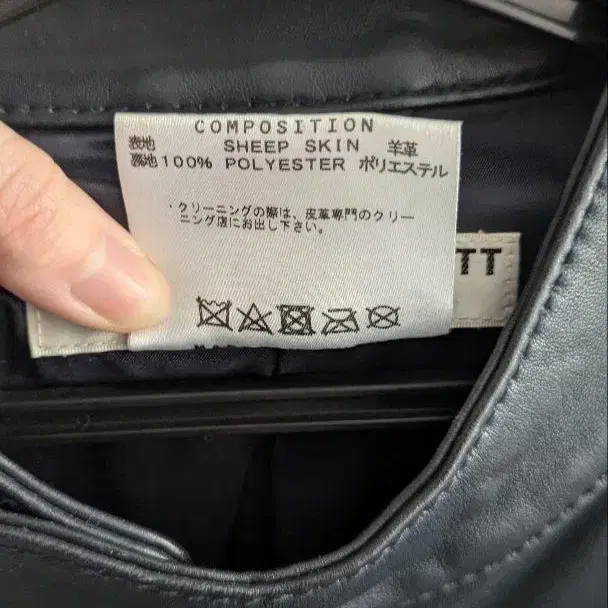 COMPOSITION
表地 SHEEP SKIN 羊革
裏地 100% POLYESTER ポリエステル
・クリーニングの際は、皮革専門のクリー
ニング店にお出し下さい。
TT